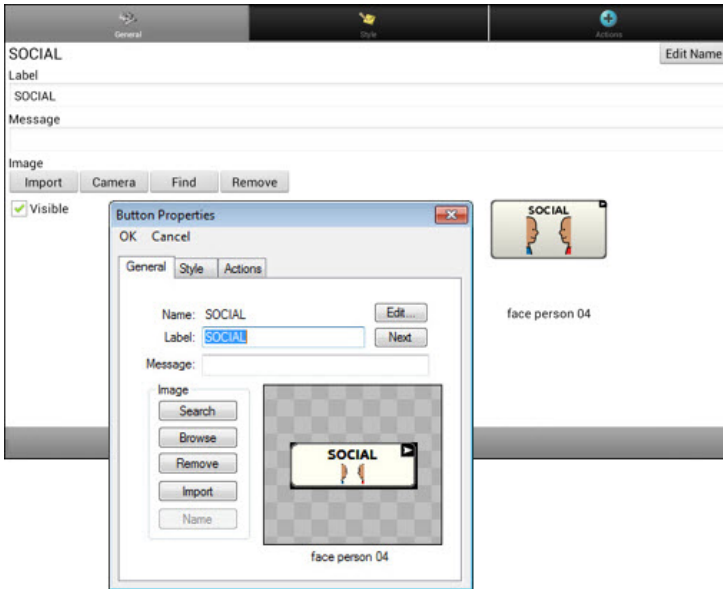 General Style Actions
SOCIAL Edit Name
Label
SOCIAL
Message
Image
Import Camera Find Remove
Visible
SOCIAL
face person 04
Button Properties
OK Cancel
General Style Actions
Name: SOCIAL Edit...
Label: SOCIAL Next
Message:
Image
Search
Browse
Remove
Import
Name
SOCIAL
face person 04